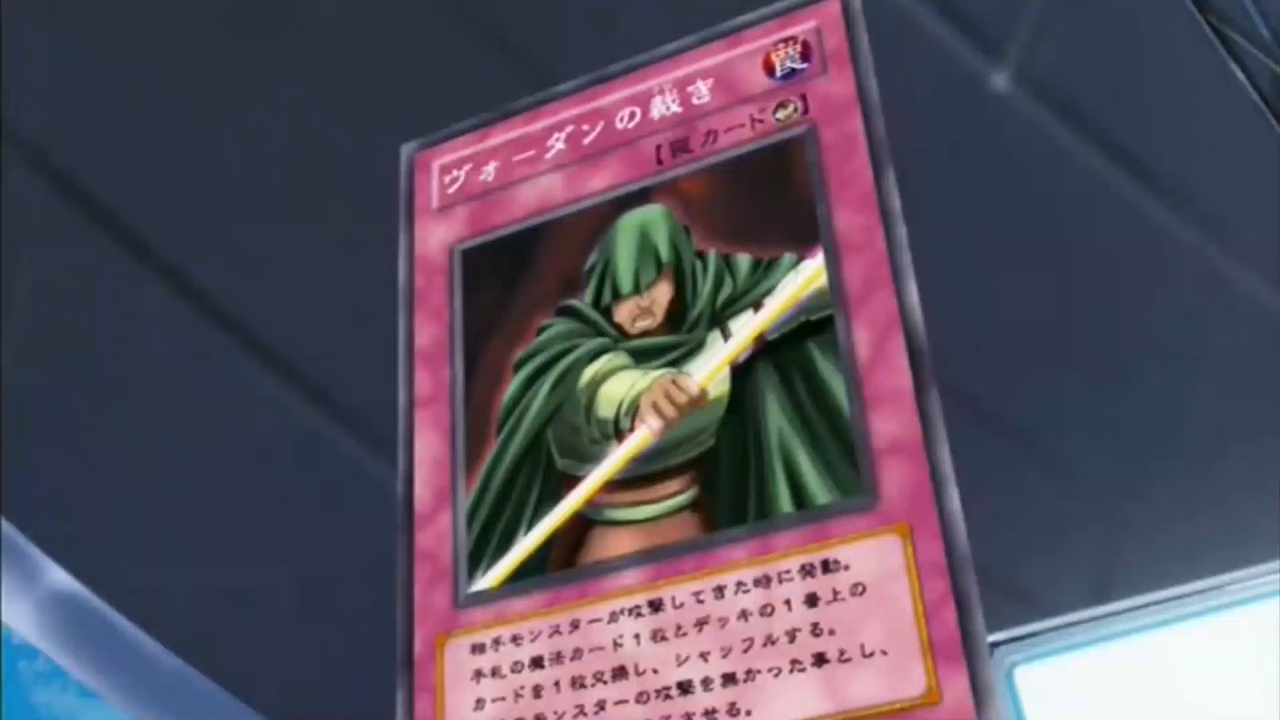 罠
ヴォーダンの裁き
【罠カード】
相手モンスターが攻撃してきた時に発動。
手札の魔法カード1枚とデッキの1番上の
カードを1枚交換し、シャッフルする。
モンスターの攻撃を無かった事とし、
させる。